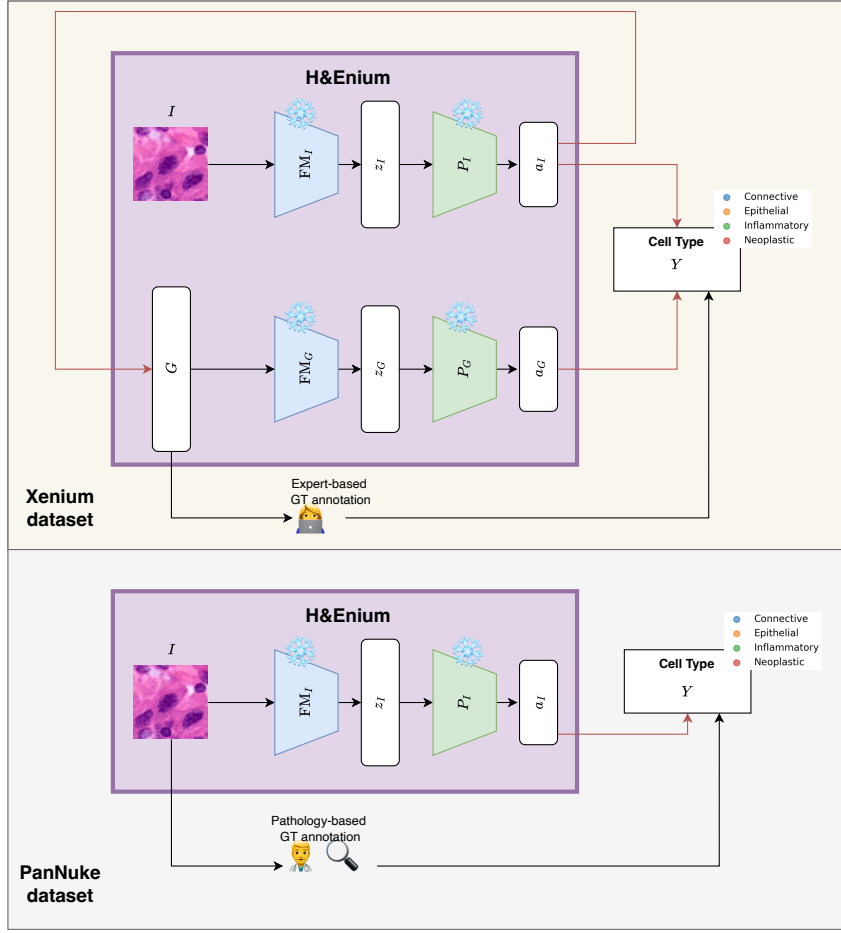 H&Enium
I
FM_I
z_I
P_I
a_I
Connective
Epithelial
Inflammatory
Neoplastic
Cell Type
Y
G
FM_G
z_G
P_G
a_G
Expert-based
GT annotation
Xenium
dataset
H&Enium
I
FM_I
z_I
P_I
a_I
Connective
Epithelial
Inflammatory
Neoplastic
Cell Type
Y
Pathology-based
GT annotation
PanNuke
dataset